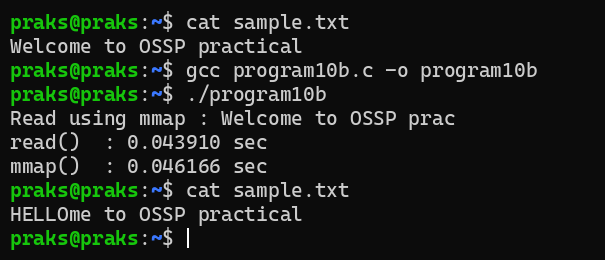 praks@praks:~$ cat sample.txt
Welcome to OSSP practical
praks@praks:~$ gcc program10b.c -o program10b
praks@praks:~$ ./program10b
Read using mmap : Welcome to OSSP prac
read()  : 0.043910 sec
mmap()  : 0.046166 sec
praks@praks:~$ cat sample.txt
HELLOme to OSSP practical
praks@praks:~$